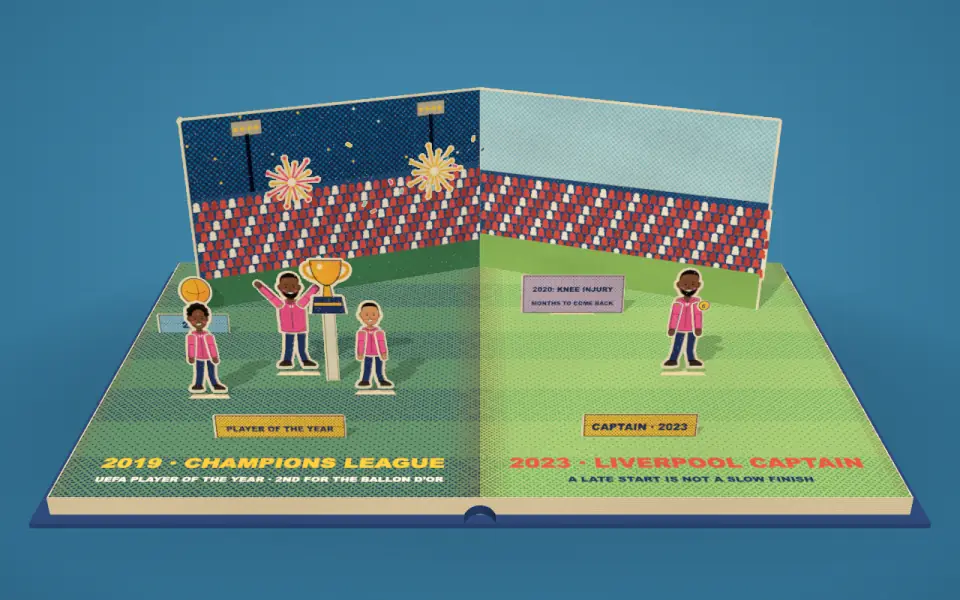 PLAYER OF THE YEAR
2019 · CHAMPIONS LEAGUE
UEFA PLAYER OF THE YEAR · 2ND FOR THE BALLON D'OR
2020: KNEE INJURY
MONTHS TO COME BACK
CAPTAIN · 2023
2023 · LIVERPOOL CAPTAIN
A LATE START IS NOT A SLOW FINISH